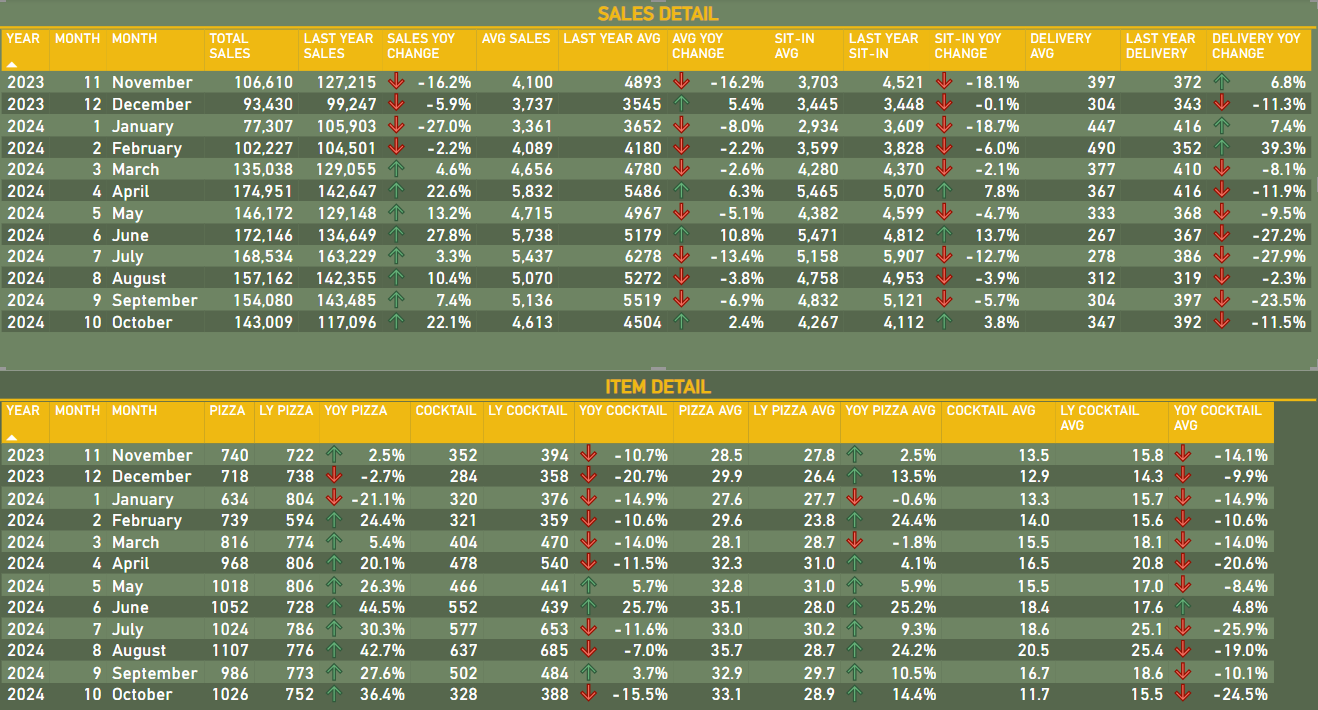 SALES DETAIL
YEAR MONTH MONTH TOTAL SALES LAST YEAR SALES SALES YOY CHANGE AVG SALES LAST YEAR AVG AVG YOY CHANGE SIT-IN AVG LAST YEAR SIT-IN SIT-IN YOY CHANGE DELIVERY AVG LAST YEAR DELIVERY DELIVERY YOY CHANGE
2023 11 November 106,610 127,215 -16.2% 4,100 4893 -16.2% 3,703 4,521 -18.1% 397 372 6.8%
2023 12 December 93,430 99,247 -5.9% 3,737 3545 5.4% 3,445 3,448 -0.1% 304 343 -11.3%
2024 1 January 77,307 105,903 -27.0% 3,361 3652 -8.0% 2,934 3,609 -18.7% 447 416 7.4%
2024 2 February 102,227 104,501 -2.2% 4,089 4180 -2.2% 3,599 3,828 -6.0% 490 352 39.3%
2024 3 March 135,038 129,055 4.6% 4,656 4780 -2.6% 4,280 4,370 -2.1% 377 410 -8.1%
2024 4 April 174,951 142,647 22.6% 5,832 5486 6.3% 5,465 5,070 7.8% 367 416 -11.9%
2024 5 May 146,172 129,148 13.2% 4,715 4967 -5.1% 4,382 4,599 -4.7% 333 368 -9.5%
2024 6 June 172,146 134,649 27.8% 5,738 5179 10.8% 5,471 4,812 13.7% 267 367 -27.2%
2024 7 July 168,534 163,229 3.3% 5,437 6278 -13.4% 5,158 5,907 -12.7% 278 386 -27.9%
2024 8 August 157,162 142,355 10.4% 5,070 5272 -3.8% 4,758 4,953 -3.9% 312 319 -2.3%
2024 9 September 154,080 143,485 7.4% 5,136 5519 -6.9% 4,832 5,121 -5.7% 304 397 -23.5%
2024 10 October 143,009 117,096 22.1% 4,613 4504 2.4% 4,267 4,112 3.8% 347 392 -11.5%
ITEM DETAIL
YEAR MONTH MONTH PIZZA LY PIZZA YOY PIZZA COCKTAIL LY COCKTAIL YOY COCKTAIL PIZZA AVG LY PIZZA AVG YOY PIZZA AVG COCKTAIL AVG LY COCKTAIL AVG YOY COCKTAIL AVG
2023 11 November 740 722 2.5% 352 394 -10.7% 28.5 27.8 2.5% 13.5 15.8 -14.1%
2023 12 December 718 738 -2.7% 284 358 -20.7% 29.9 26.4 13.5% 12.9 14.3 -9.9%
2024 1 January 634 804 -21.1% 320 376 -14.9% 27.6 27.7 -0.6% 13.3 15.7 -14.9%
2024 2 February 739 594 24.4% 321 359 -10.6% 29.6 23.8 24.4% 14.0 15.6 -10.6%
2024 3 March 816 774 5.4% 404 470 -14.0% 28.1 28.7 -1.8% 15.5 18.1 -14.0%
2024 4 April 968 806 20.1% 478 540 -11.5% 32.3 31.0 4.1% 16.5 20.8 -20.6%
2024 5 May 1018 806 26.3% 466 441 5.7% 32.8 31.0 5.9% 15.5 17.0 -8.4%
2024 6 June 1052 728 44.5% 552 439 25.7% 35.1 28.0 25.2% 18.4 17.6 4.8%
2024 7 July 1024 786 30.3% 577 653 -11.6% 33.0 30.2 9.3% 18.6 25.1 -25.9%
2024 8 August 1107 776 42.7% 637 685 -7.0% 35.7 28.7 24.2% 20.5 25.4 -19.0%
2024 9 September 986 773 27.6% 502 484 3.7% 32.9 29.7 10.5% 16.7 18.6 -10.1%
2024 10 October 1026 752 36.4% 328 388 -15.5% 33.1 28.9 14.4% 11.7 15.5 -24.5%